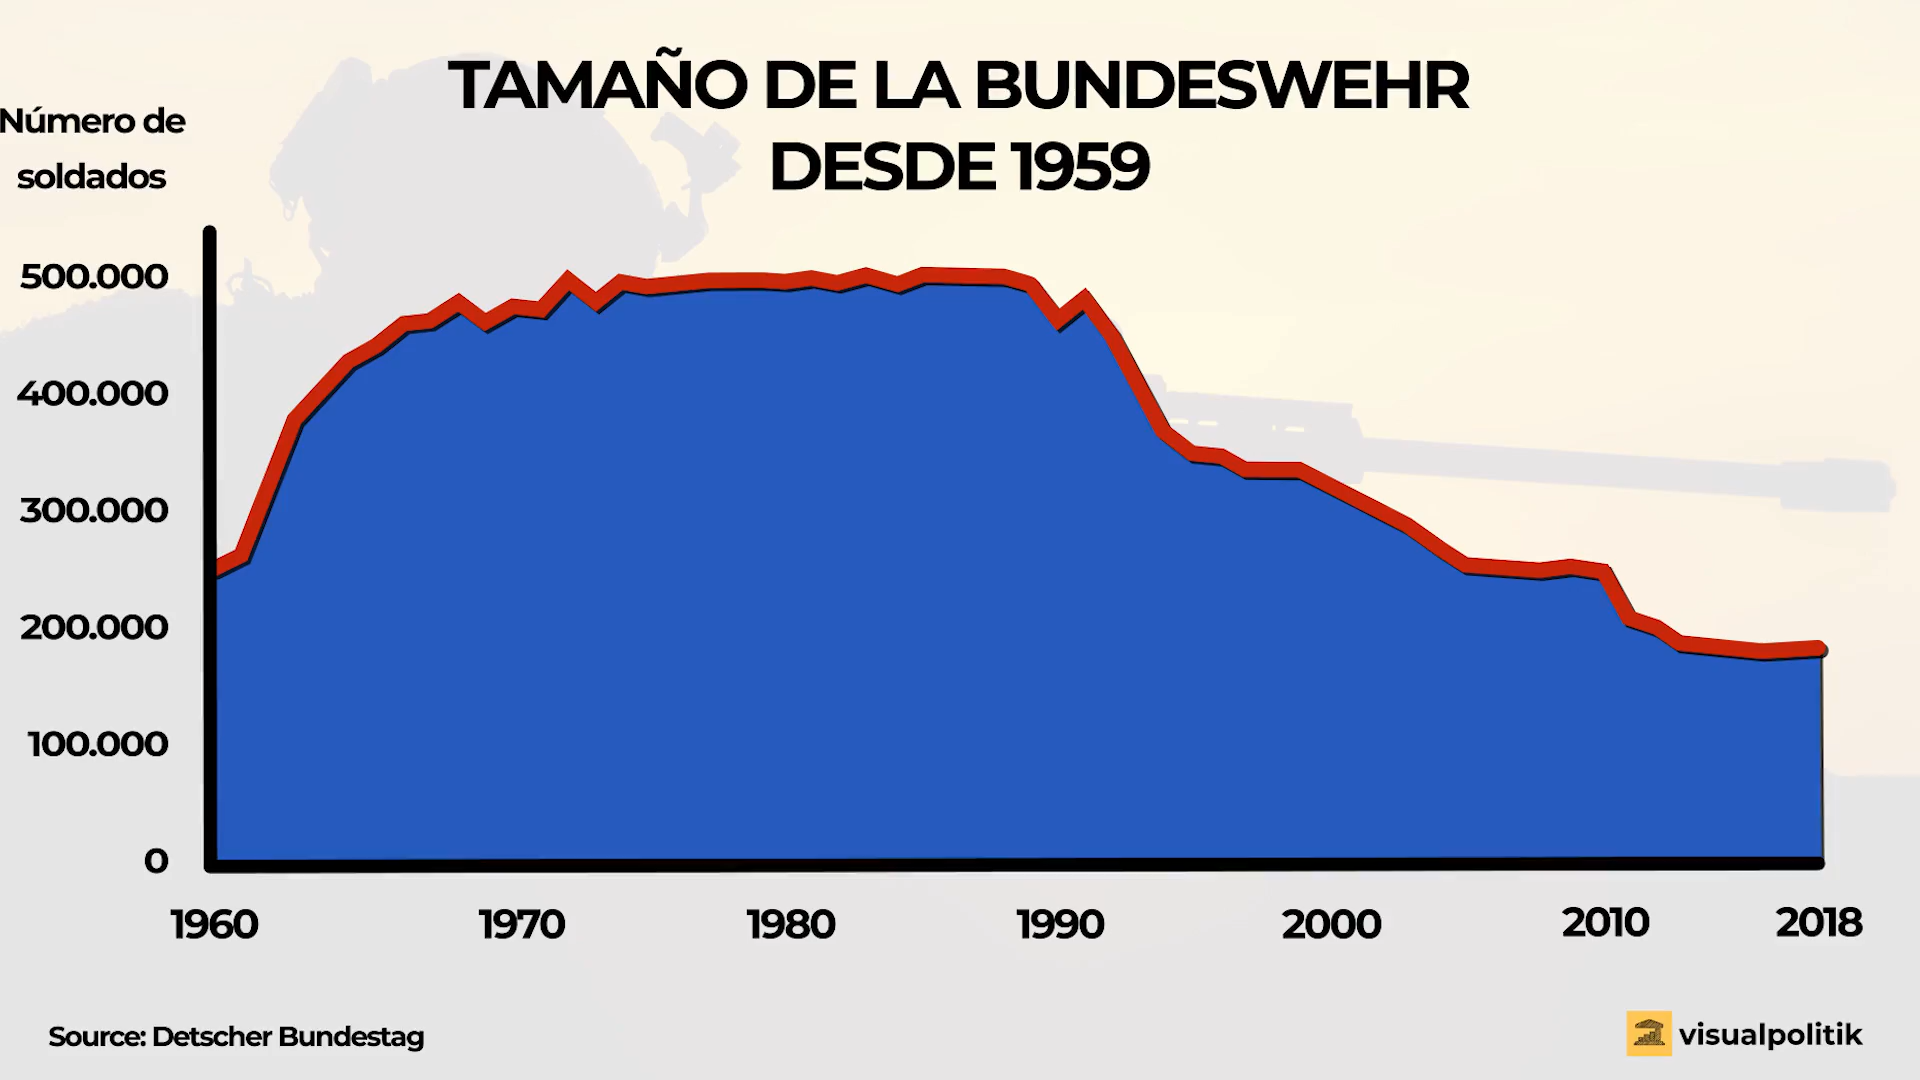 TAMAÑO DE LA BUNDESWEHR
DESDE 1959
Número de
soldados
500.000
400.000
300.000
200.000
100.000
0
1960 1970 1980 1990 2000 2010 2018
Source: Detscher Bundestag
visualpolitik